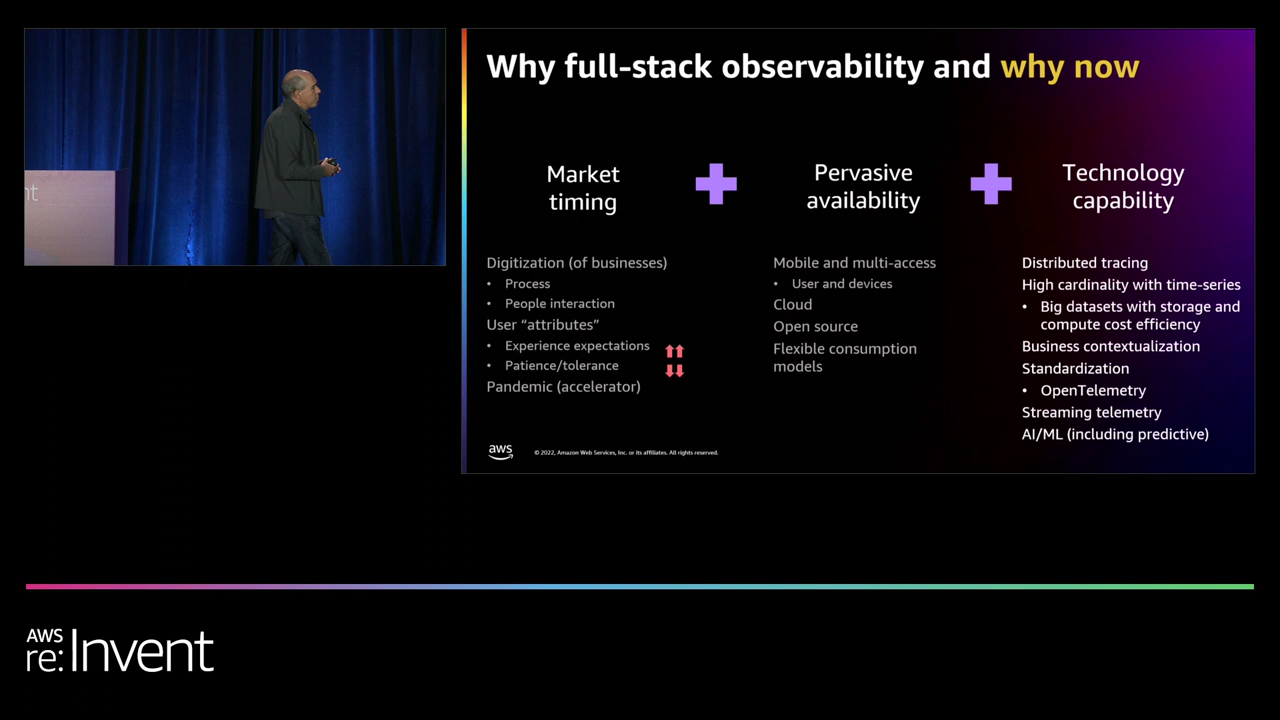 nt
Why full-stack observability and why now
Market
timing
Pervasive
availability
Technology
capability
Digitization (of businesses)
• Process
• People interaction
User “attributes”
• Experience expectations
• Patience/tolerance
Pandemic (accelerator)
Mobile and multi-access
• User and devices
Cloud
Open source
Flexible consumption
models
Distributed tracing
High cardinality with time-series
• Big datasets with storage and
compute cost efficiency
Business contextualization
Standardization
• OpenTelemetry
Streaming telemetry
AI/ML (including predictive)
aws
© 2022, Amazon Web Services, Inc. or its affiliates. All rights reserved.
AWS
re:Invent